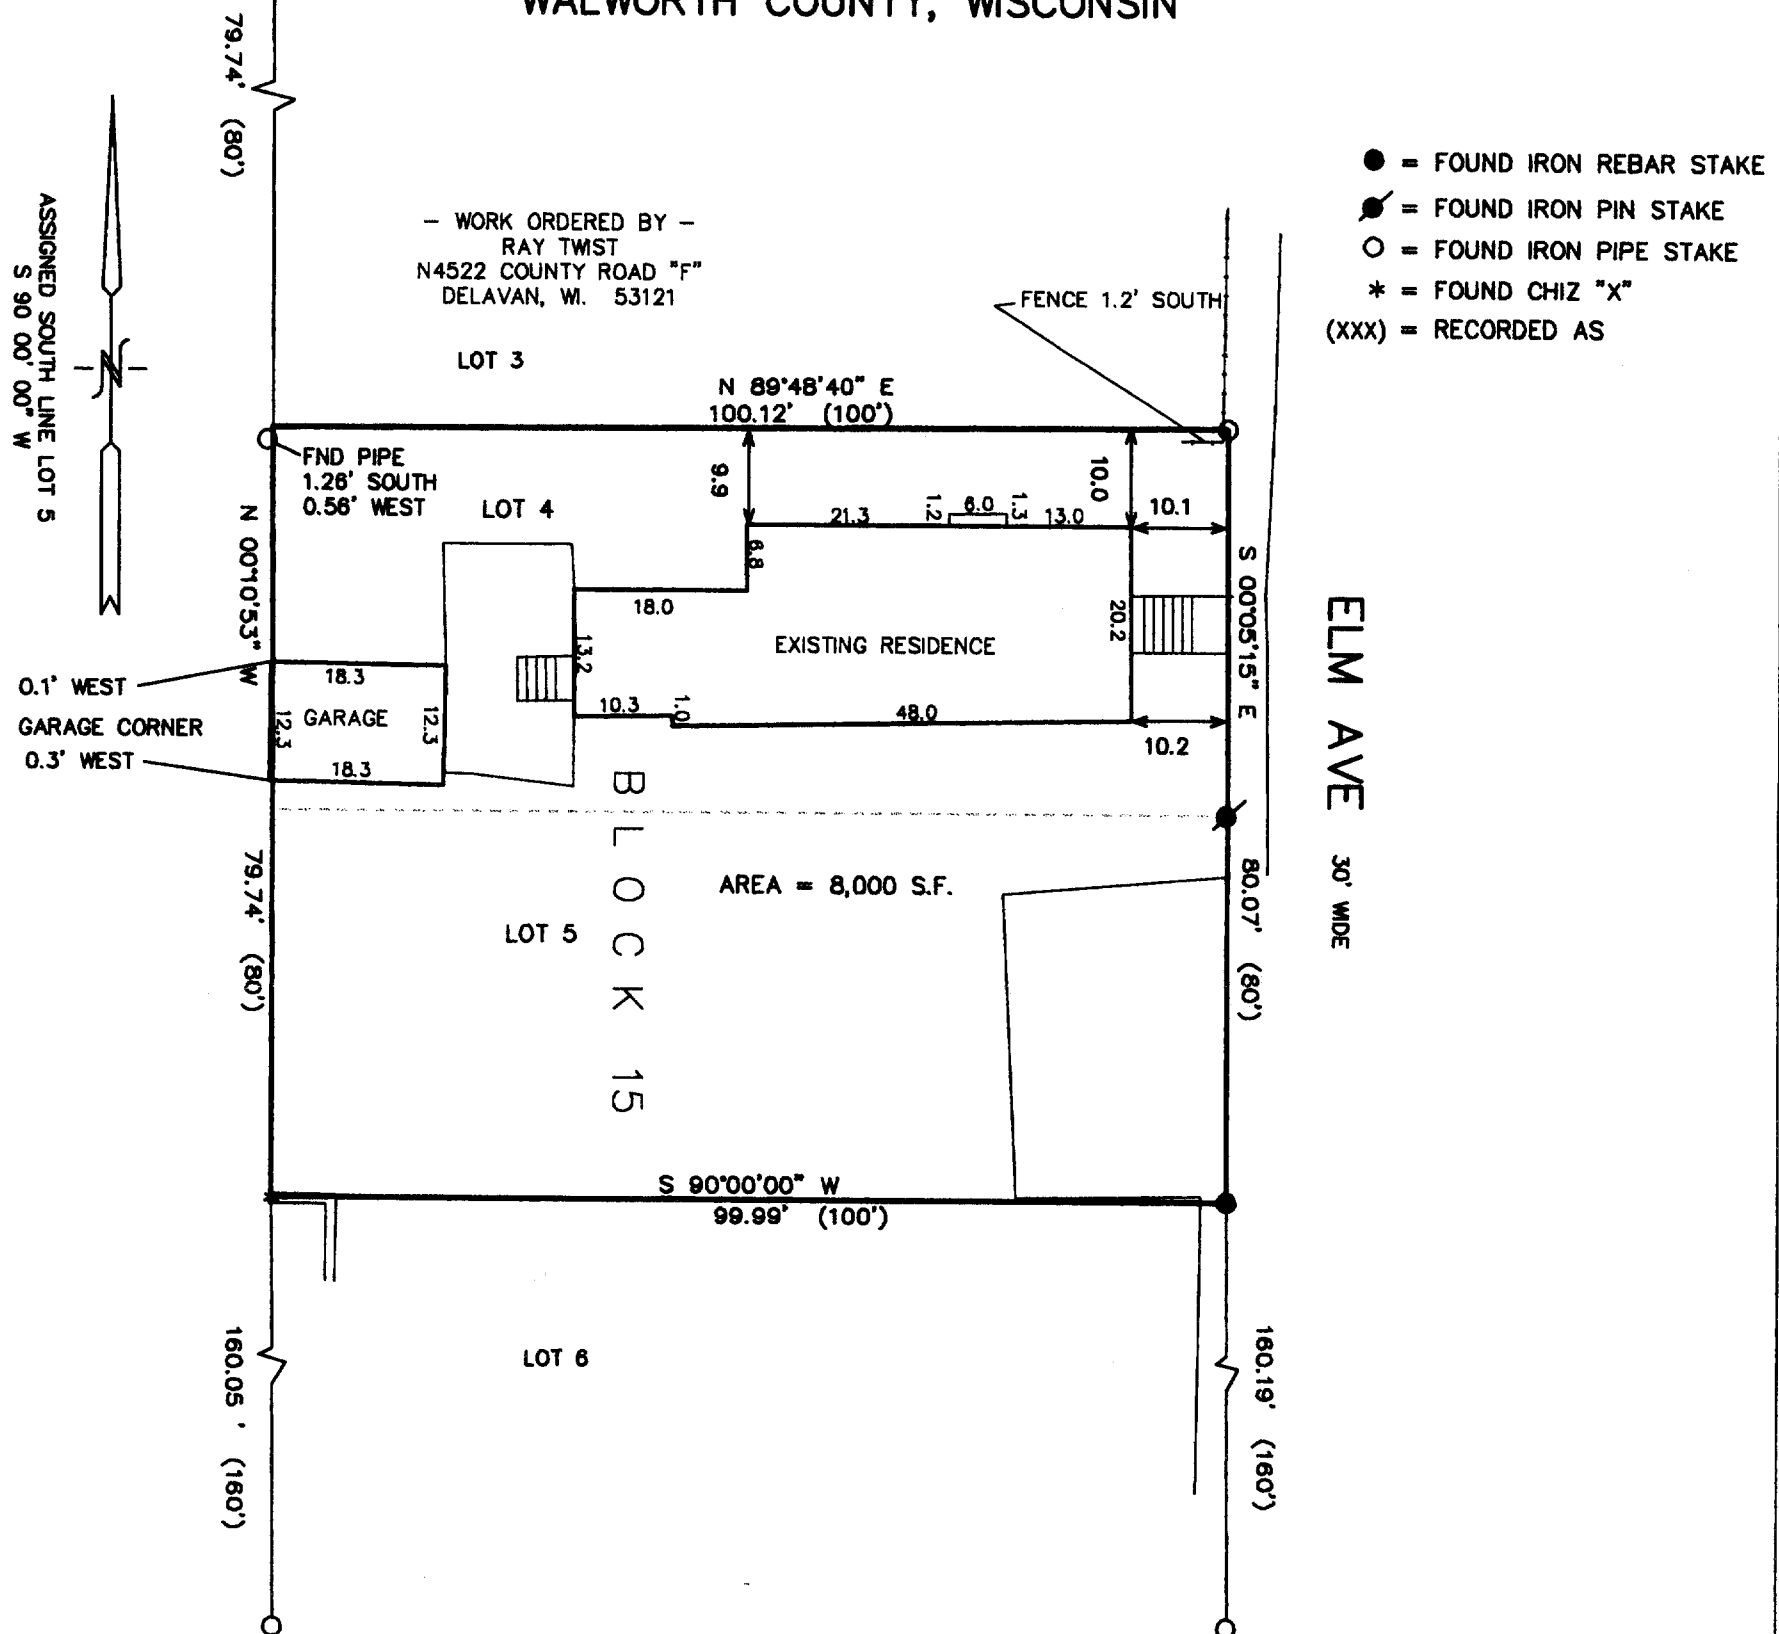 WALWORTH COUNTY, WISCONSIN
79.74' (80')
ASSIGNED SOUTH LINE LOT 5
S 90 00' 00" W
N
- WORK ORDERED BY -
RAY TWIST
N4522 COUNTY ROAD "F"
DELAVAN, WI. 53121
● = FOUND IRON REBAR STAKE
= FOUND IRON PIN STAKE
○ = FOUND IRON PIPE STAKE
* = FOUND CHIZ "X"
(XXX) = RECORDED AS
FENCE 1.2' SOUTH
LOT 3
N 89°48'40" E
100.12' (100')
FND PIPE
1.26' SOUTH
0.56' WEST
LOT 4
9.9
10.0
10.1
21.3
1.2
6.0
1.3
13.0
6.8
18.0
N 00°10'53" W
S 00°05'15" E
13.2
EXISTING RESIDENCE
20.2
ELM AVE 30' WIDE
0.1' WEST
GARAGE CORNER
0.3' WEST
18.3
12.3
GARAGE
12.3
18.3
10.3
1.0
48.0
10.2
BLOCK 15
79.74' (80')
AREA = 8,000 S.F.
80.07' (80')
LOT 5
S 90°00'00" W
99.99' (100')
LOT 6
160.05 ' (160')
160.19' (160')